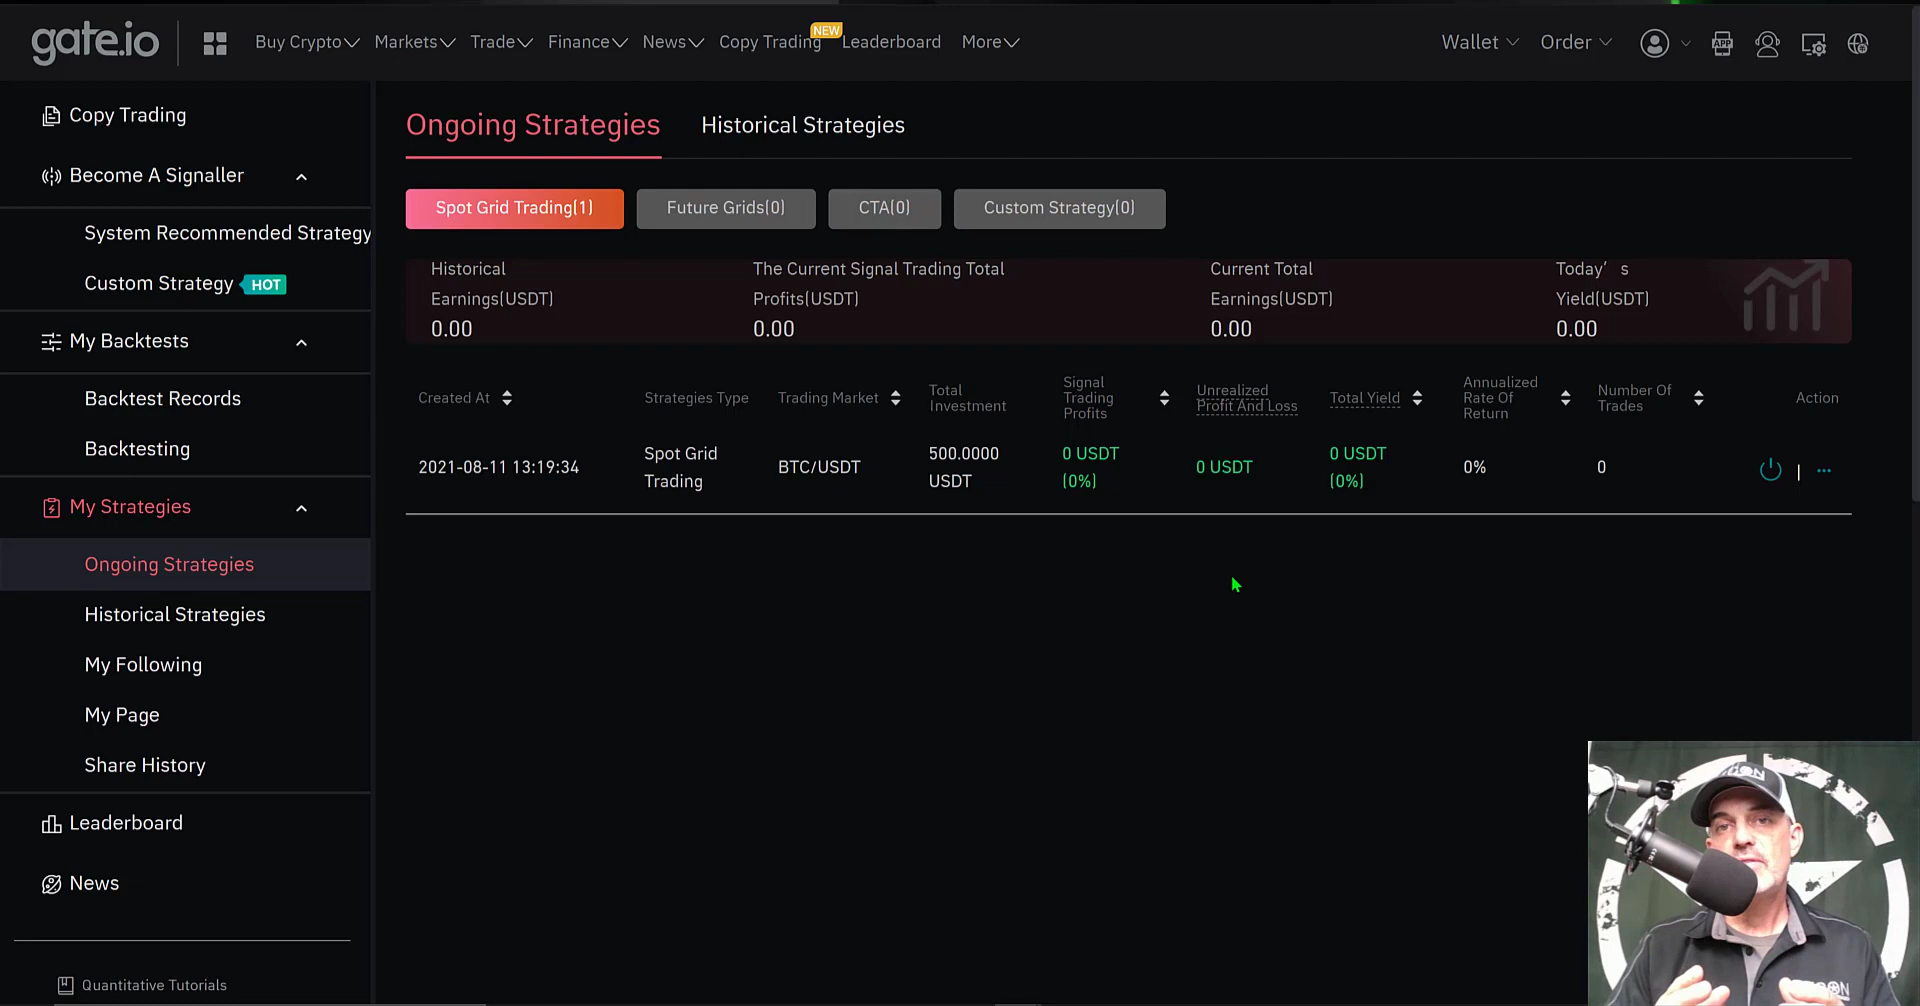 gate.io
Buy Crypto Markets Trade Finance News Copy Trading NEW Leaderboard More
Wallet Order
APP
Copy Trading
Become A Signaller
System Recommended Strategy
Custom Strategy HOT
My Backtests
Backtest Records
Backtesting
My Strategies
Ongoing Strategies
Historical Strategies
My Following
My Page
Share History
Leaderboard
News
Quantitative Tutorials
Ongoing Strategies Historical Strategies
Spot Grid Trading(1) Future Grids(0) CTA(0) Custom Strategy(0)
Historical
Earnings(USDT)
0.00
The Current Signal Trading Total
Profits(USDT)
0.00
Current Total
Earnings(USDT)
0.00
Today' s
Yield(USDT)
0.00
Created At
Strategies Type
Trading Market
Total
Investment
Signal
Trading
Profits
Unrealized
Profit And Loss
Total Yield
Annualized
Rate Of
Return
Number Of
Trades
Action
2021-08-11 13:19:34
Spot Grid
Trading
BTC/USDT
500.0000
USDT
0 USDT
(0%)
0 USDT
0 USDT
(0%)
0%
0
| ...